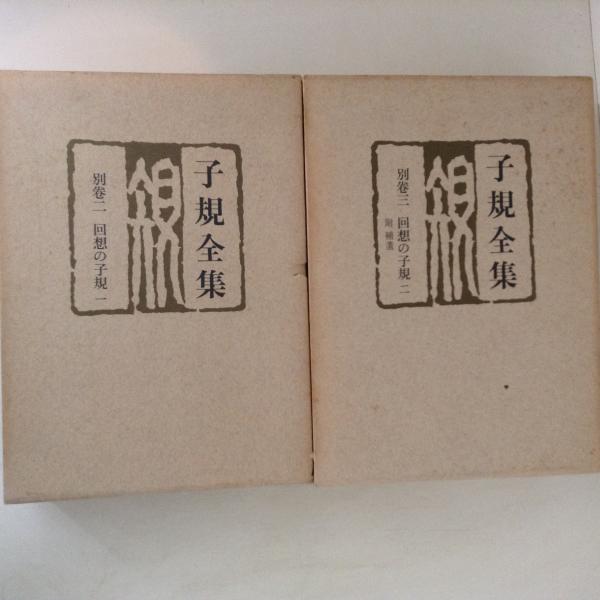 子規全集
別巻二 回想の子規 一
子規全集
別巻三 回想の子規 二
附 補遺